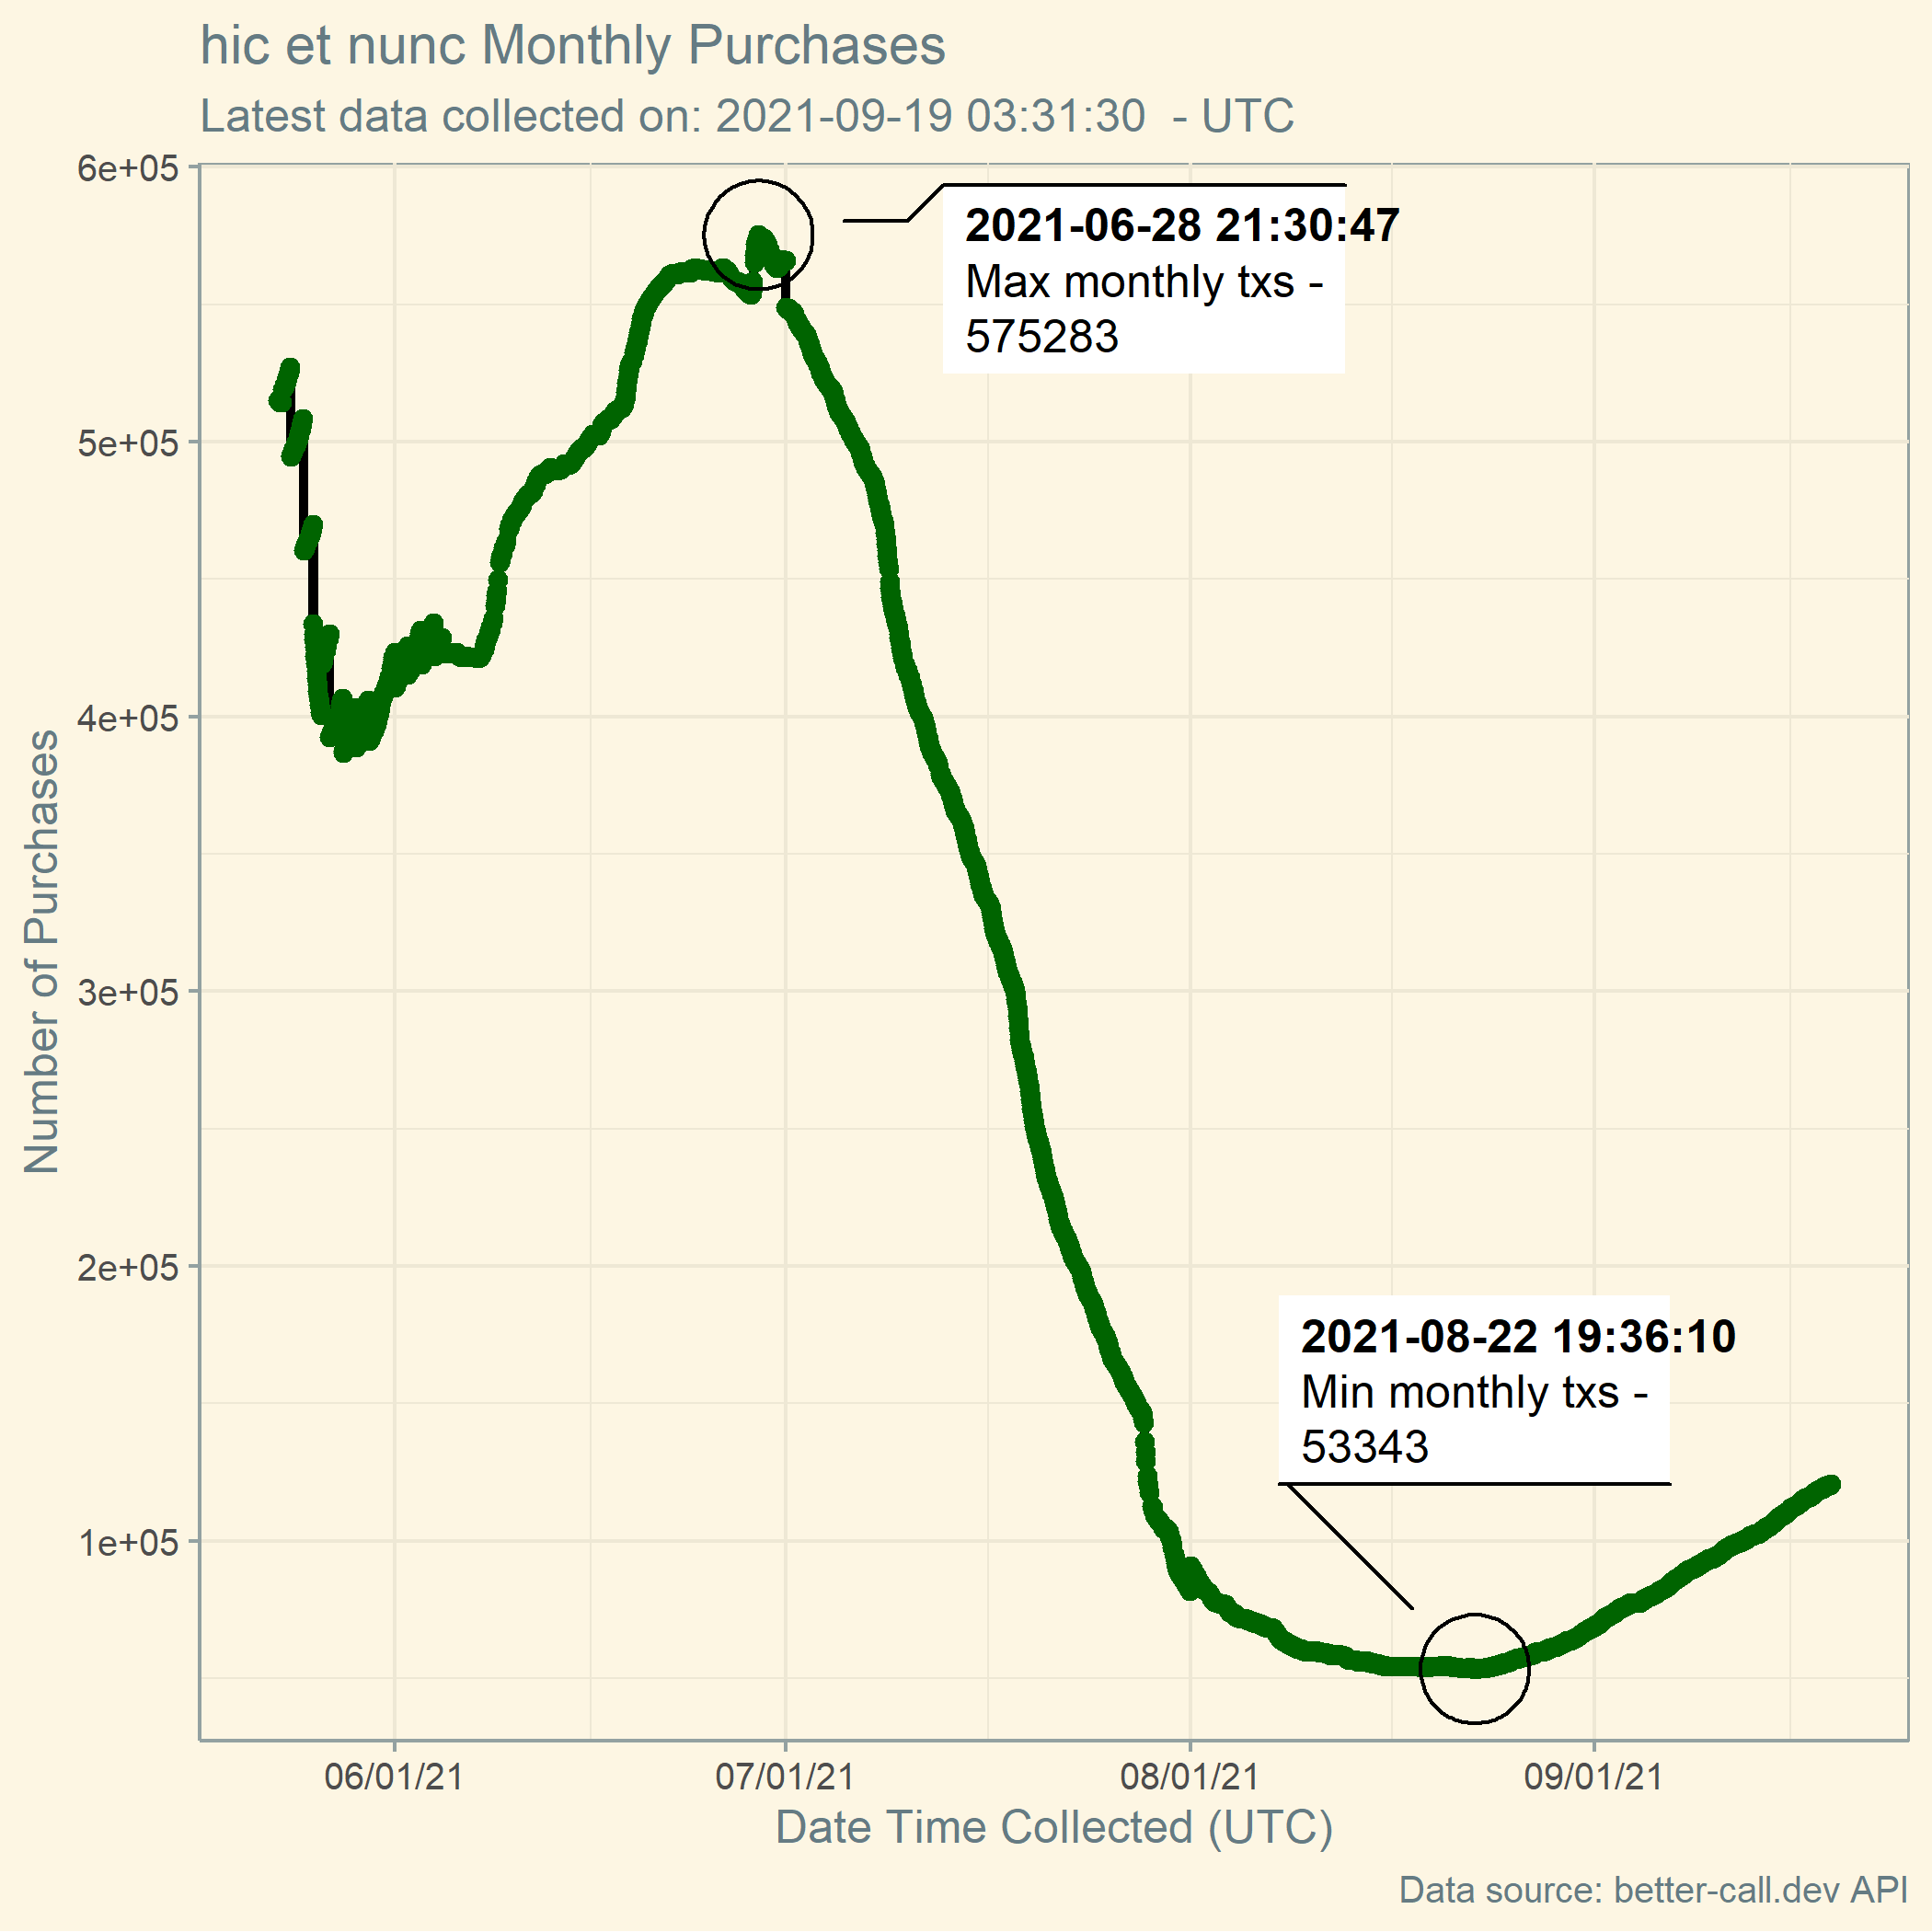 hic et nunc Monthly Purchases
Latest data collected on: 2021-09-19 03:31:30  - UTC
6e+05
5e+05
4e+05
3e+05
2e+05
1e+05
Number of Purchases
2021-06-28 21:30:47
Max monthly txs -
575283
2021-08-22 19:36:10
Min monthly txs -
53343
06/01/21
07/01/21
08/01/21
09/01/21
Date Time Collected (UTC)
Data source: better-call.dev API